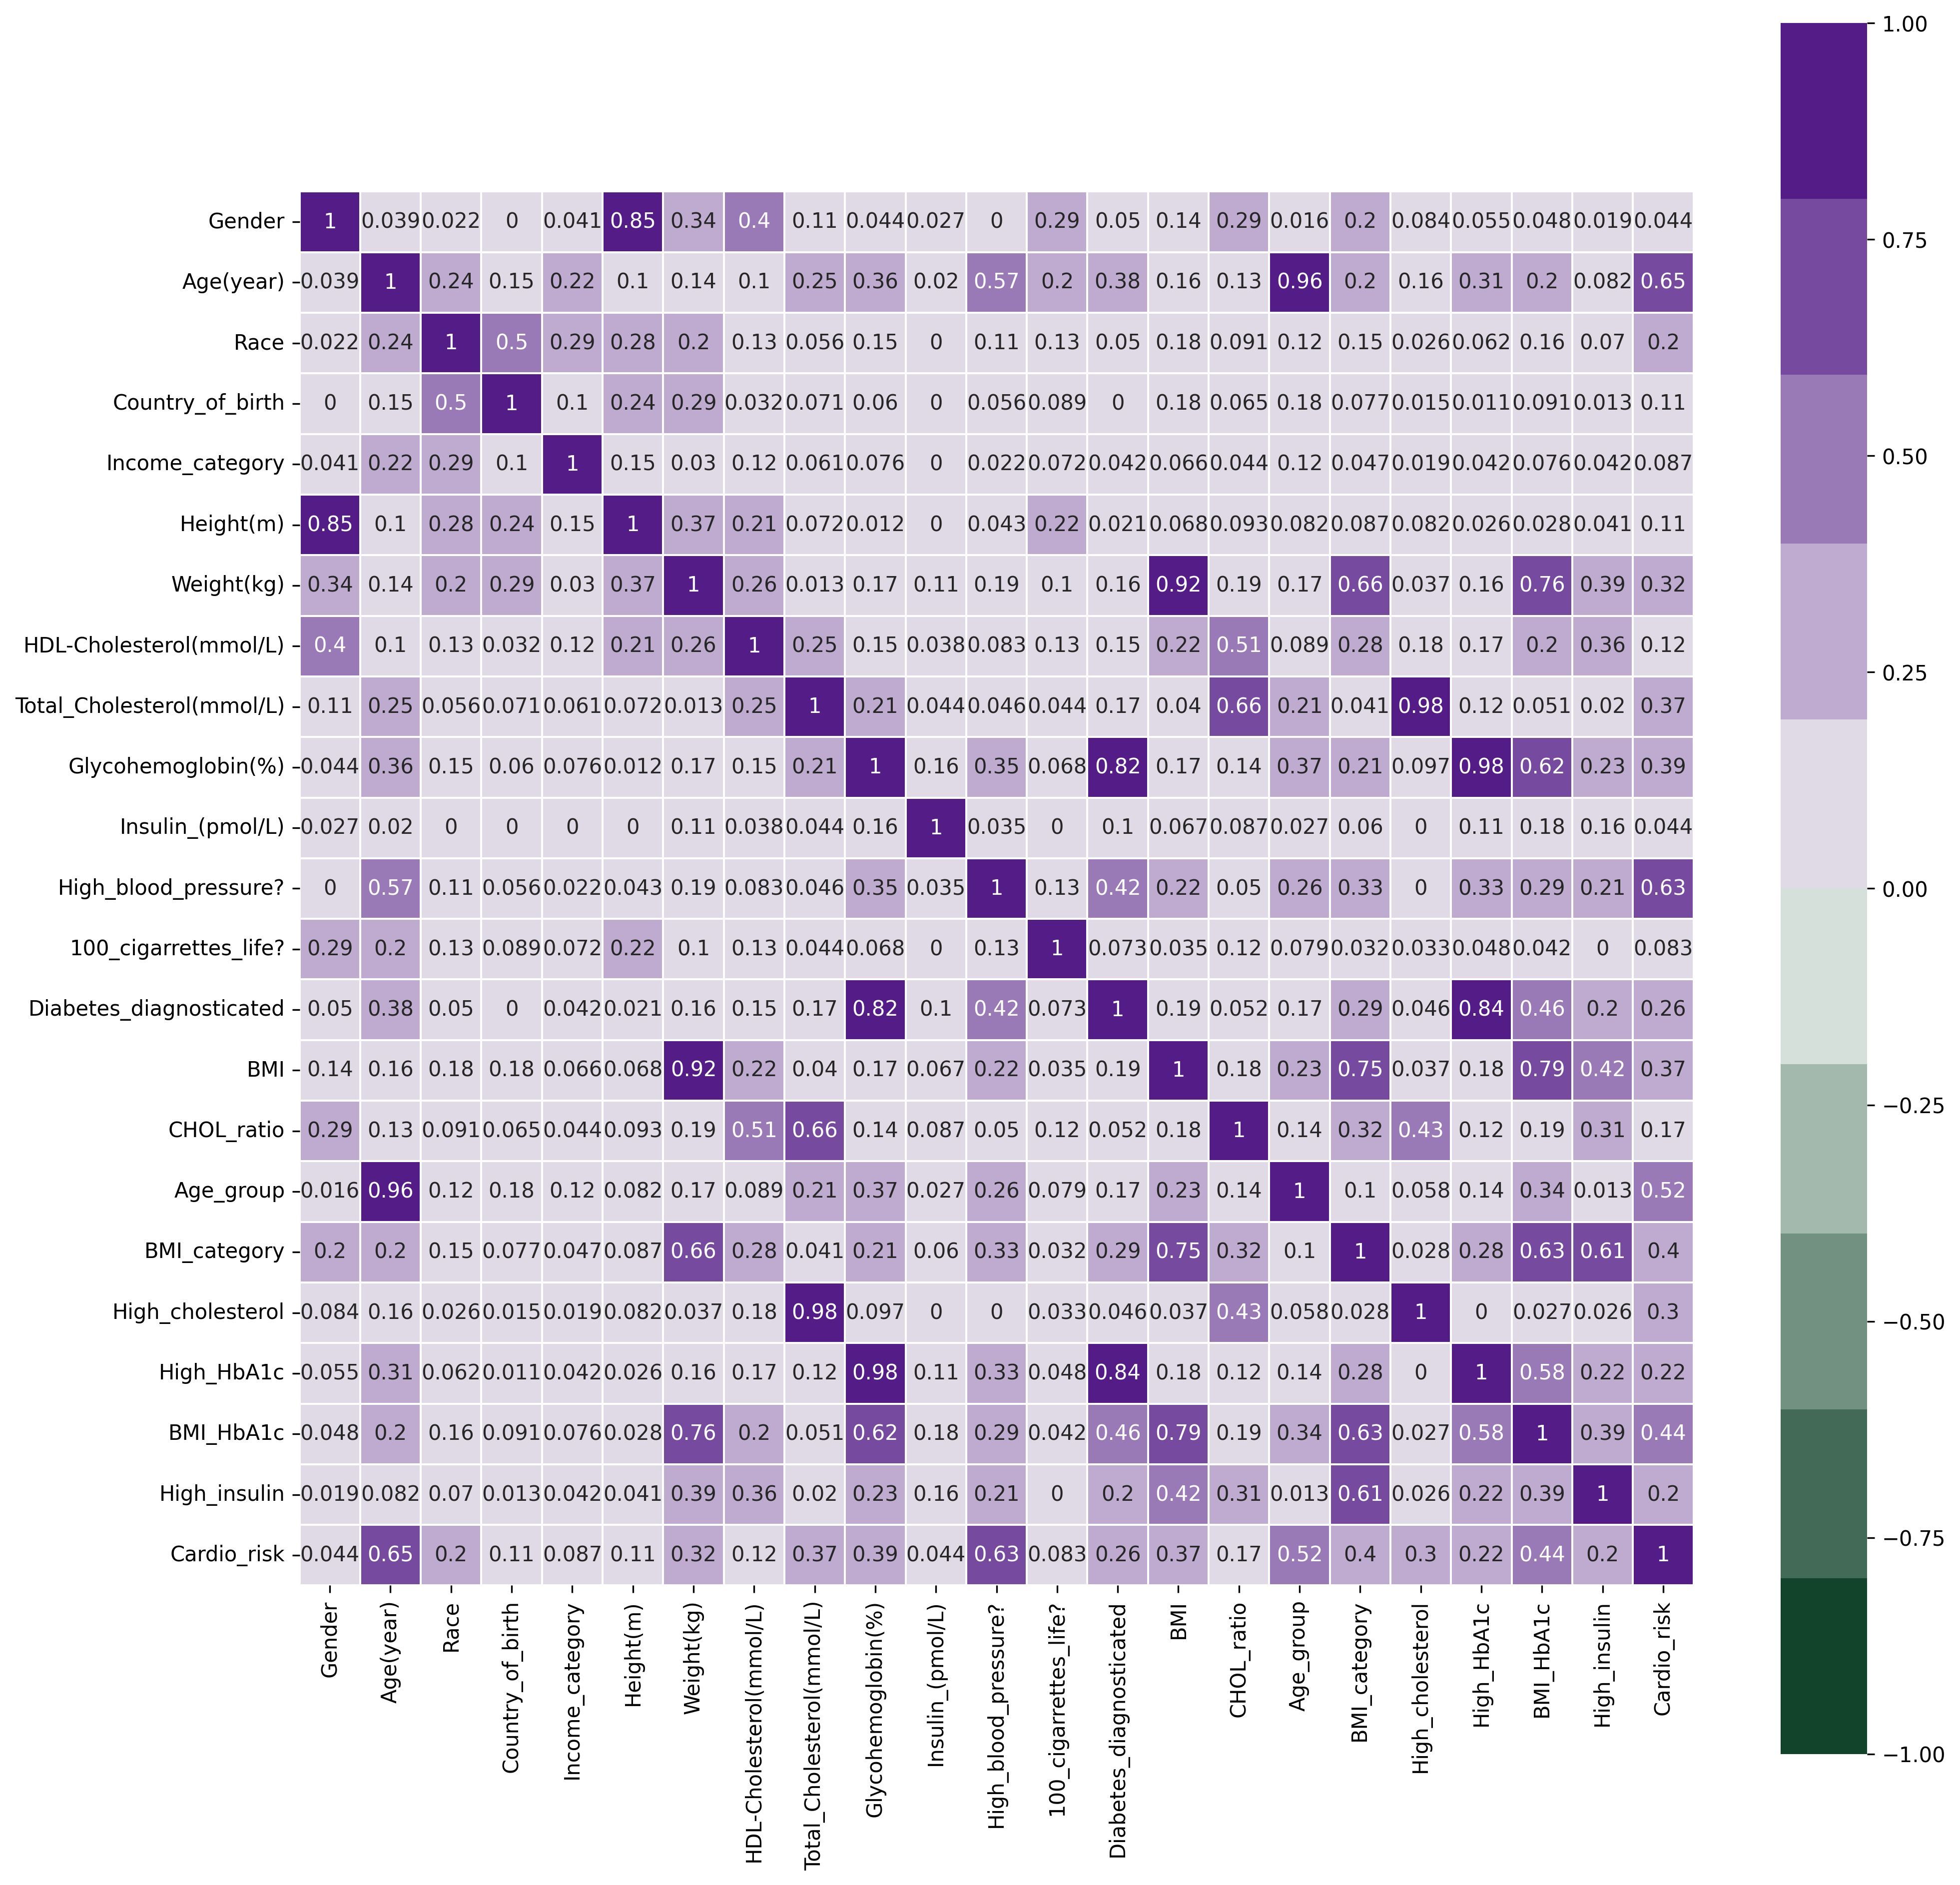 1.00
Gender 1 0.039 0.022 0 0.041 0.85 0.34 0.4 0.11 0.044 0.027 0 0.29 0.05 0.14 0.29 0.016 0.2 0.084 0.055 0.048 0.019 0.044
0.75
Age(year) 0.039 1 0.24 0.15 0.22 0.1 0.14 0.1 0.25 0.36 0.02 0.57 0.2 0.38 0.16 0.13 0.96 0.2 0.16 0.31 0.2 0.082 0.65
Race 0.022 0.24 1 0.5 0.29 0.28 0.2 0.13 0.056 0.15 0 0.11 0.13 0.05 0.18 0.091 0.12 0.15 0.026 0.062 0.16 0.07 0.2
Country_of_birth 0 0.15 0.5 1 0.1 0.24 0.29 0.032 0.071 0.06 0 0.056 0.089 0 0.18 0.065 0.18 0.077 0.015 0.011 0.091 0.013 0.11
0.50
Income_category 0.041 0.22 0.29 0.1 1 0.15 0.03 0.12 0.061 0.076 0 0.022 0.072 0.042 0.066 0.044 0.12 0.047 0.019 0.042 0.076 0.042 0.087
Height(m) 0.85 0.1 0.28 0.24 0.15 1 0.37 0.21 0.072 0.012 0 0.043 0.22 0.021 0.068 0.093 0.082 0.087 0.082 0.026 0.028 0.041 0.11
Weight(kg) 0.34 0.14 0.2 0.29 0.03 0.37 1 0.26 0.013 0.17 0.11 0.19 0.1 0.16 0.92 0.19 0.17 0.66 0.037 0.16 0.76 0.39 0.32
HDL-Cholesterol(mmol/L) 0.4 0.1 0.13 0.032 0.12 0.21 0.26 1 0.25 0.15 0.038 0.083 0.13 0.15 0.22 0.51 0.089 0.28 0.18 0.17 0.2 0.36 0.12
0.25
Total_Cholesterol(mmol/L) 0.11 0.25 0.056 0.071 0.061 0.072 0.013 0.25 1 0.21 0.044 0.046 0.044 0.17 0.04 0.66 0.21 0.041 0.98 0.12 0.051 0.02 0.37
Glycohemoglobin(%) 0.044 0.36 0.15 0.06 0.076 0.012 0.17 0.15 0.21 1 0.16 0.35 0.068 0.82 0.17 0.14 0.37 0.21 0.097 0.98 0.62 0.23 0.39
Insulin_(pmol/L) 0.027 0.02 0 0 0 0 0.11 0.038 0.044 0.16 1 0.035 0 0.1 0.067 0.087 0.027 0.06 0 0.11 0.18 0.16 0.044
High_blood_pressure? 0 0.57 0.11 0.056 0.022 0.043 0.19 0.083 0.046 0.35 0.035 1 0.13 0.42 0.22 0.05 0.26 0.33 0 0.33 0.29 0.21 0.63
0.00
100_cigarrettes_life? 0.29 0.2 0.13 0.089 0.072 0.22 0.1 0.13 0.044 0.068 0 0.13 1 0.073 0.035 0.12 0.079 0.032 0.033 0.048 0.042 0 0.083
Diabetes_diagnosticated 0.05 0.38 0.05 0 0.042 0.021 0.16 0.15 0.17 0.82 0.1 0.42 0.073 1 0.19 0.052 0.17 0.29 0.046 0.84 0.46 0.2 0.26
BMI 0.14 0.16 0.18 0.18 0.066 0.068 0.92 0.22 0.04 0.17 0.067 0.22 0.035 0.19 1 0.18 0.23 0.75 0.037 0.18 0.79 0.42 0.37
−0.25
CHOL_ratio 0.29 0.13 0.091 0.065 0.044 0.093 0.19 0.51 0.66 0.14 0.087 0.05 0.12 0.052 0.18 1 0.14 0.32 0.43 0.12 0.19 0.31 0.17
Age_group 0.016 0.96 0.12 0.18 0.12 0.082 0.17 0.089 0.21 0.37 0.027 0.26 0.079 0.17 0.23 0.14 1 0.1 0.058 0.14 0.34 0.013 0.52
BMI_category 0.2 0.2 0.15 0.077 0.047 0.087 0.66 0.28 0.041 0.21 0.06 0.33 0.032 0.29 0.75 0.32 0.1 1 0.028 0.28 0.63 0.61 0.4
High_cholesterol 0.084 0.16 0.026 0.015 0.019 0.082 0.037 0.18 0.98 0.097 0 0 0.033 0.046 0.037 0.43 0.058 0.028 1 0 0.027 0.026 0.3
−0.50
High_HbA1c 0.055 0.31 0.062 0.011 0.042 0.026 0.16 0.17 0.12 0.98 0.11 0.33 0.048 0.84 0.18 0.12 0.14 0.28 0 1 0.58 0.22 0.22
BMI_HbA1c 0.048 0.2 0.16 0.091 0.076 0.028 0.76 0.2 0.051 0.62 0.18 0.29 0.042 0.46 0.79 0.19 0.34 0.63 0.027 0.58 1 0.39 0.44
High_insulin 0.019 0.082 0.07 0.013 0.042 0.041 0.39 0.36 0.02 0.23 0.16 0.21 0 0.2 0.42 0.31 0.013 0.61 0.026 0.22 0.39 1 0.2
−0.75
Cardio_risk 0.044 0.65 0.2 0.11 0.087 0.11 0.32 0.12 0.37 0.39 0.044 0.63 0.083 0.26 0.37 0.17 0.52 0.4 0.3 0.22 0.44 0.2 1
−1.00
Gender
Age(year)
Race
Country_of_birth
Income_category
Height(m)
Weight(kg)
HDL-Cholesterol(mmol/L)
Total_Cholesterol(mmol/L)
Glycohemoglobin(%)
Insulin_(pmol/L)
High_blood_pressure?
100_cigarrettes_life?
Diabetes_diagnosticated
BMI
CHOL_ratio
Age_group
BMI_category
High_cholesterol
High_HbA1c
BMI_HbA1c
High_insulin
Cardio_risk